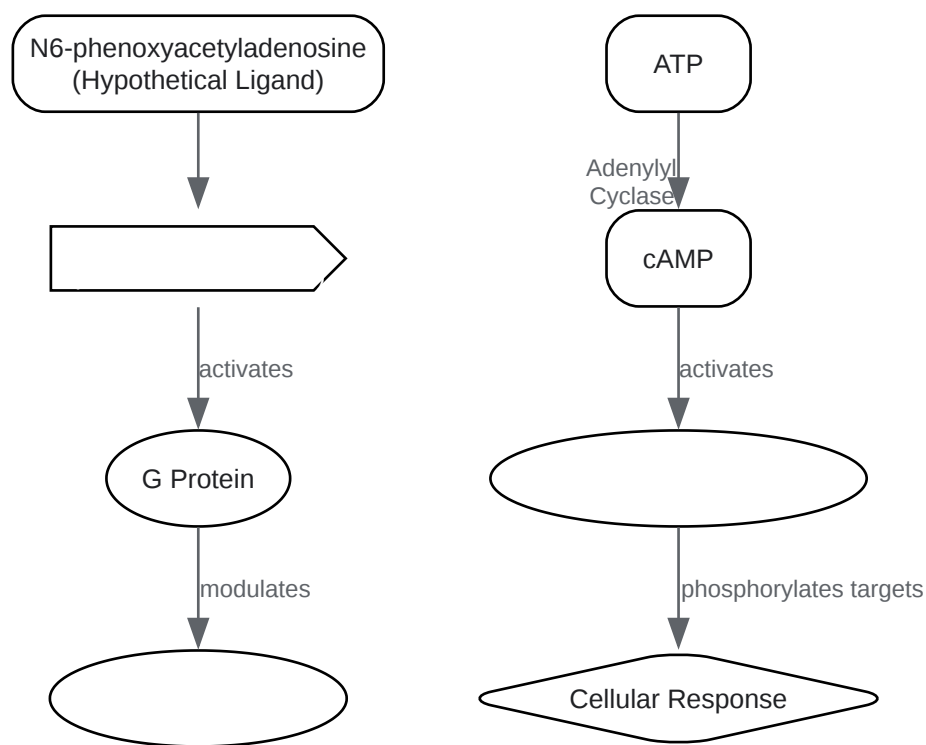 N6-phenoxyacetyladenosine
(Hypothetical Ligand)
activates
G Protein
modulates
ATP
Adenylyl
Cyclase
cAMP
activates
phosphorylates targets
Cellular Response